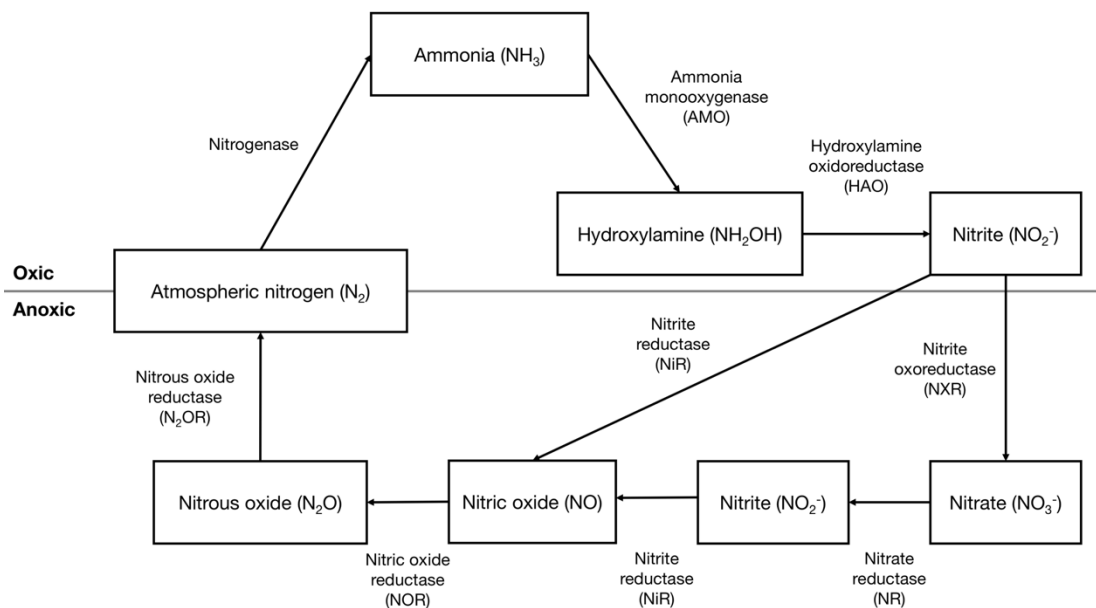 Ammonia (NH₃)
Ammonia
monooxygenase
(AMO)
Nitrogenase
Hydroxylamine
oxidoreductase
(HAO)
Hydroxylamine (NH₂OH)
Nitrite (NO₂⁻)
Oxic
Atmospheric nitrogen (N₂)
Anoxic
Nitrite
reductase
(NiR)
Nitrite
oxoreductase
(NXR)
Nitrous oxide
reductase
(N₂OR)
Nitrous oxide (N₂O)
Nitric oxide (NO)
Nitrite (NO₂⁻)
Nitrate (NO₃⁻)
Nitric oxide
reductase
(NOR)
Nitrite
reductase
(NiR)
Nitrate
reductase
(NR)